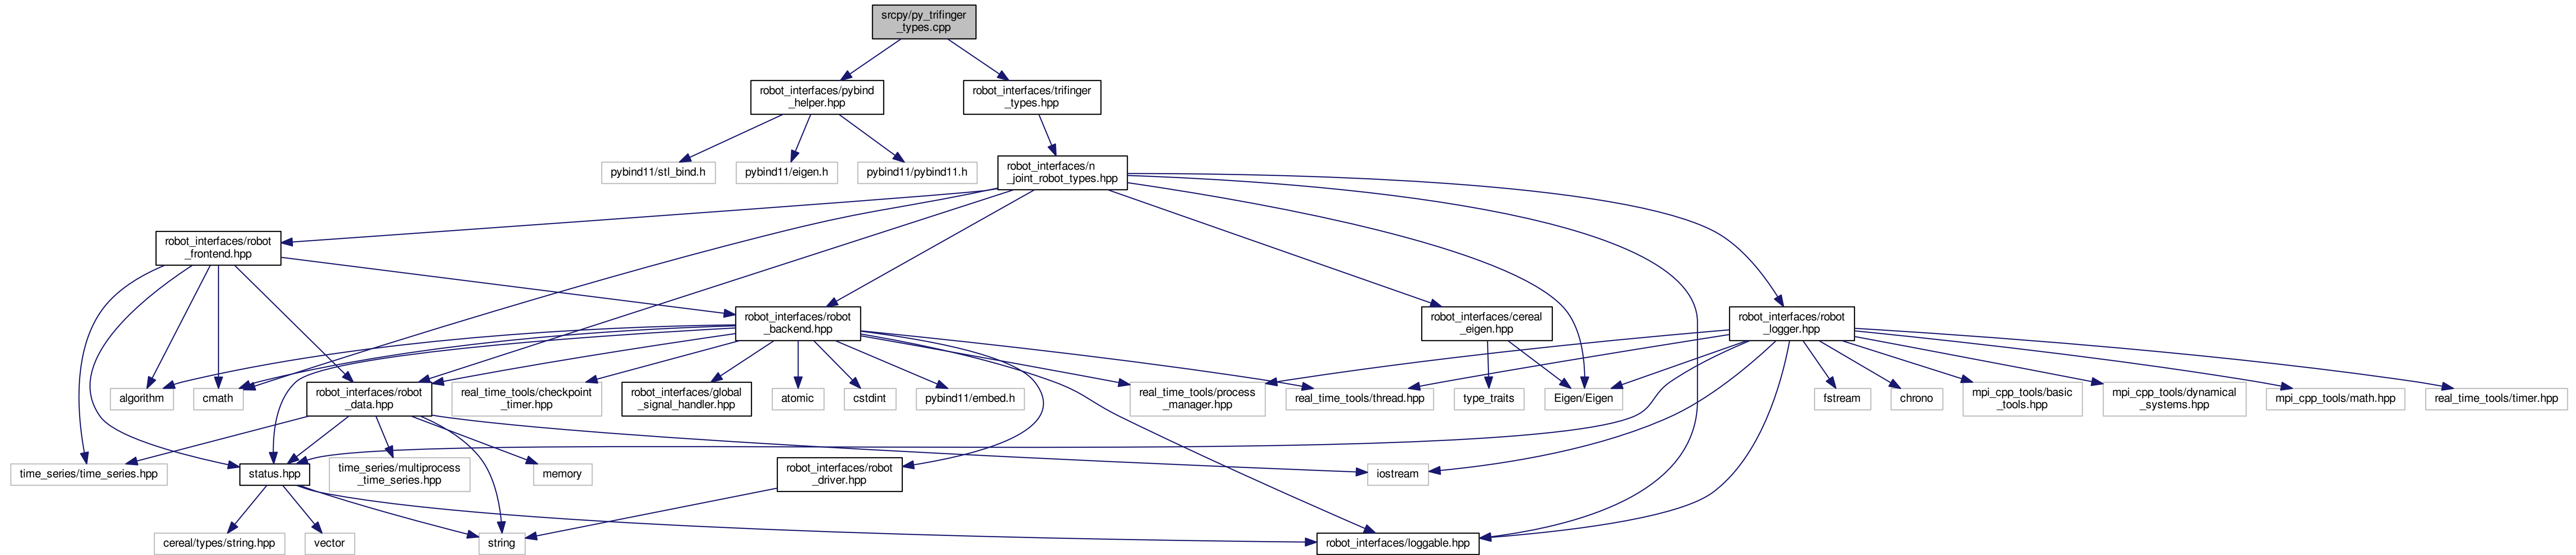 srcpy/py_trifinger
_types.cpp
robot_interfaces/pybind
_helper.hpp
robot_interfaces/trifinger
_types.hpp
pybind11/stl_bind.h
pybind11/eigen.h
pybind11/pybind11.h
robot_interfaces/n
_joint_robot_types.hpp
robot_interfaces/robot
_frontend.hpp
robot_interfaces/robot
_backend.hpp
robot_interfaces/cereal
_eigen.hpp
robot_interfaces/robot
_logger.hpp
algorithm
cmath
robot_interfaces/robot
_data.hpp
real_time_tools/checkpoint
_timer.hpp
robot_interfaces/global
_signal_handler.hpp
atomic
cstdint
pybind11/embed.h
real_time_tools/process
_manager.hpp
real_time_tools/thread.hpp
type_traits
Eigen/Eigen
fstream
chrono
mpi_cpp_tools/basic
_tools.hpp
mpi_cpp_tools/dynamical
_systems.hpp
mpi_cpp_tools/math.hpp
real_time_tools/timer.hpp
time_series/time_series.hpp
status.hpp
time_series/multiprocess
_time_series.hpp
memory
robot_interfaces/robot
_driver.hpp
iostream
cereal/types/string.hpp
vector
string
robot_interfaces/loggable.hpp